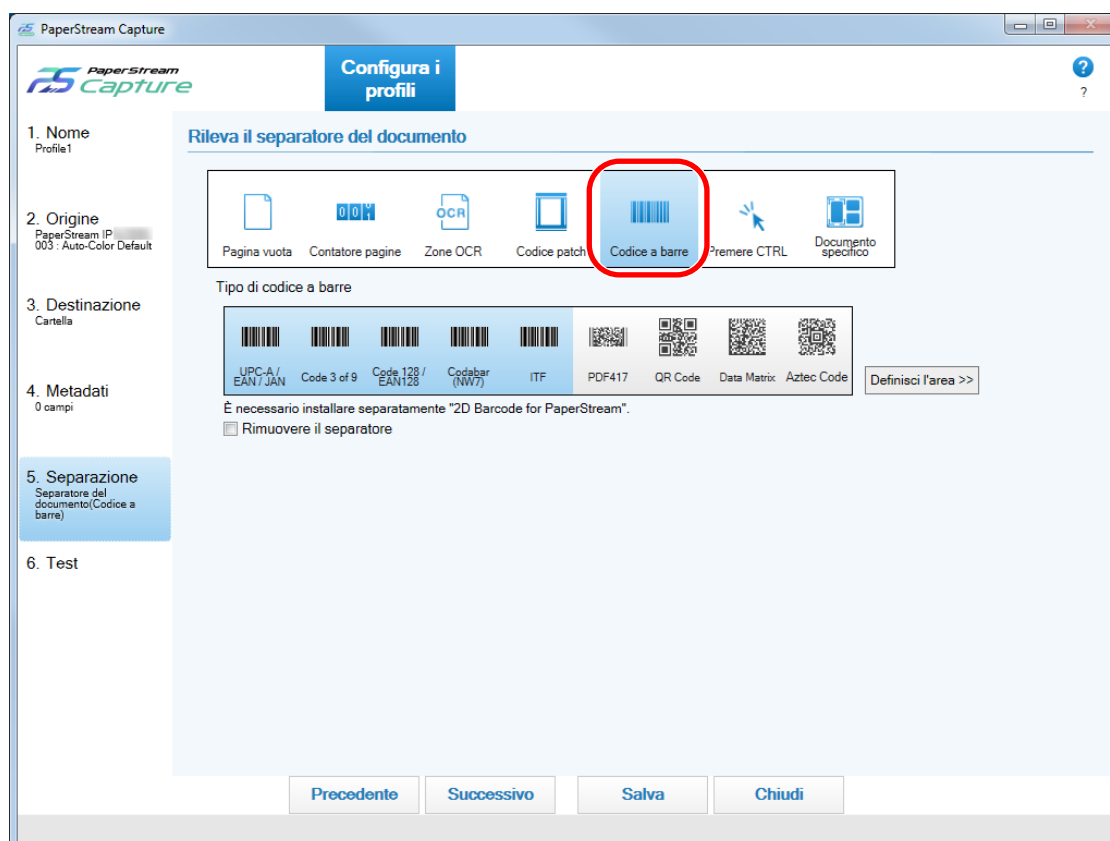 PaperStream Capture
PaperStream
Capture
Configura i
profili
?
?
1. Nome
Profile1
Rileva il separatore del documento
2. Origine
PaperStream IP
003 : Auto-Color Default
OCR
Pagina vuota
Contatore pagine
Zone OCR
Codice patch
Codice a barre
Premere CTRL
Documento
specifico
Tipo di codice a barre
3. Destinazione
Cartella
UPC-A /
EAN / JAN
Code 3 of 9
Code 128 /
EAN128
Codabar
(NW7)
ITF
PDF417
QR Code
Data Matrix
Aztec Code
Definisci l'area >>
4. Metadati
0 campi
È necessario installare separatamente "2D Barcode for PaperStream".
Rimuovere il separatore
5. Separazione
Separatore del
documento(Codice a
barre)
6. Test
Precedente
Successivo
Salva
Chiudi